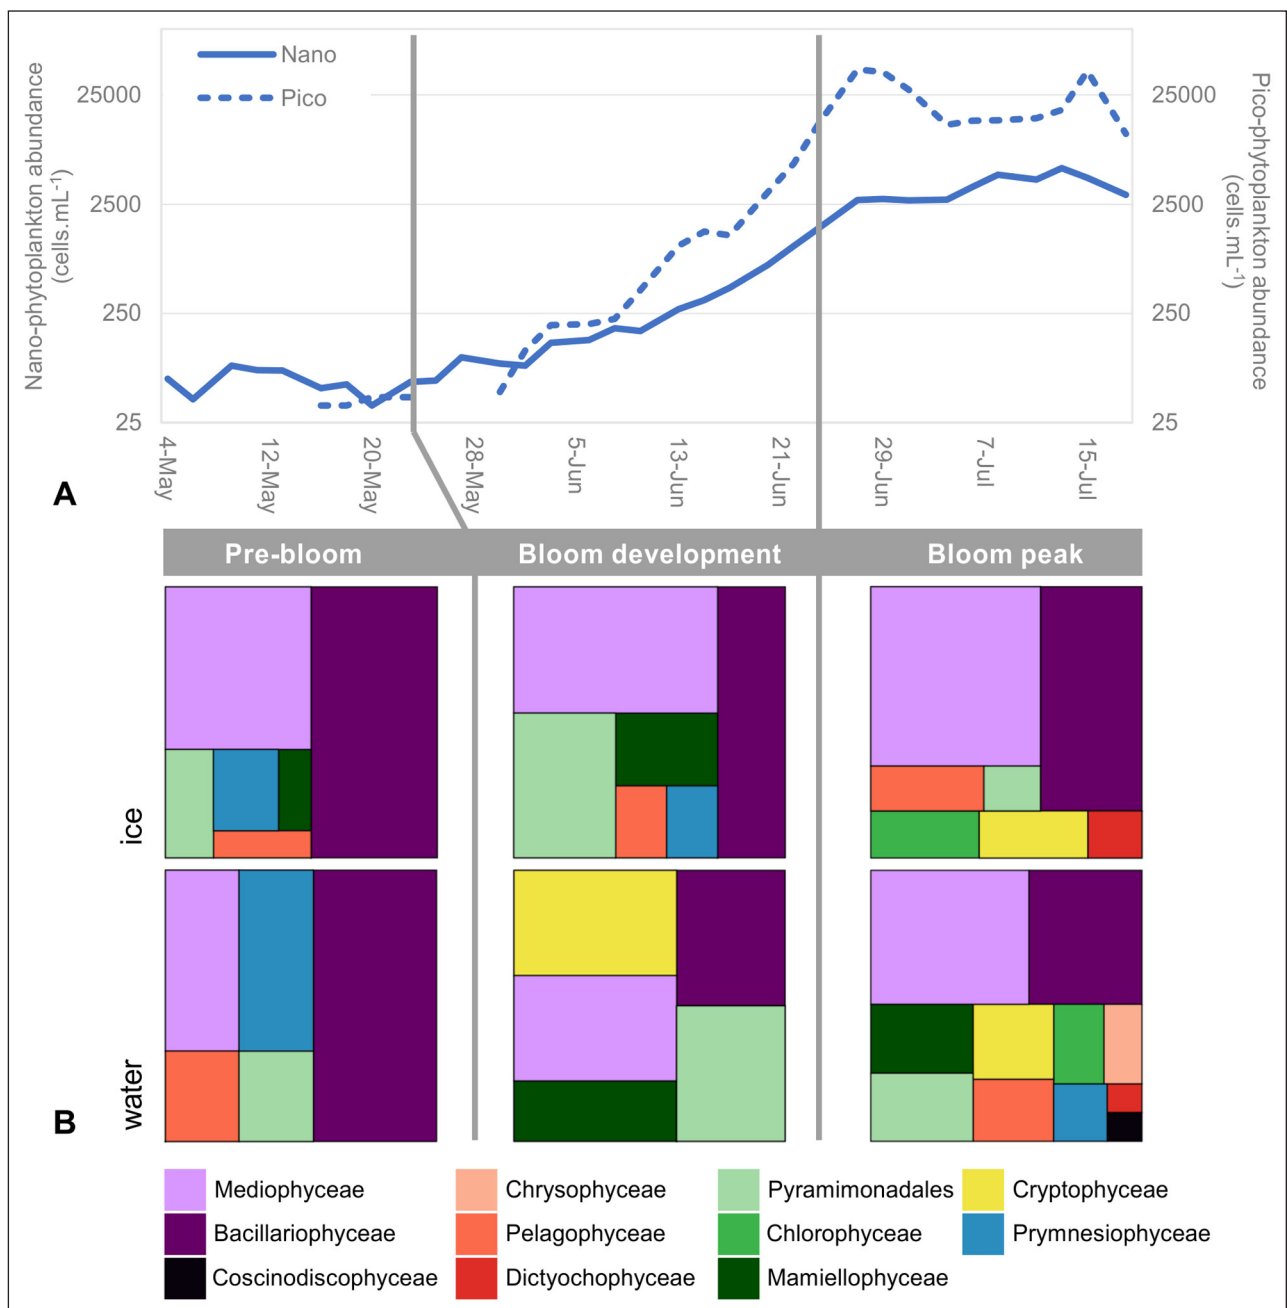 Nano
Pico
Nano-phytoplankton abundance
(cells.mL-1)
25000
2500
250
25
25000
2500
250
25
Pico-phytoplankton abundance
(cells.mL-1)
4-May
12-May
20-May
28-May
5-Jun
13-Jun
21-Jun
29-Jun
7-Jul
15-Jul
A
Pre-bloom
Bloom development
Bloom peak
ice
water
B
Mediophyceae
Chrysophyceae
Pyramimonadales
Cryptophyceae
Bacillariophyceae
Pelagophyceae
Chlorophyceae
Prymnesiophyceae
Coscinodiscophyceae
Dictyochophyceae
Mamiellophyceae